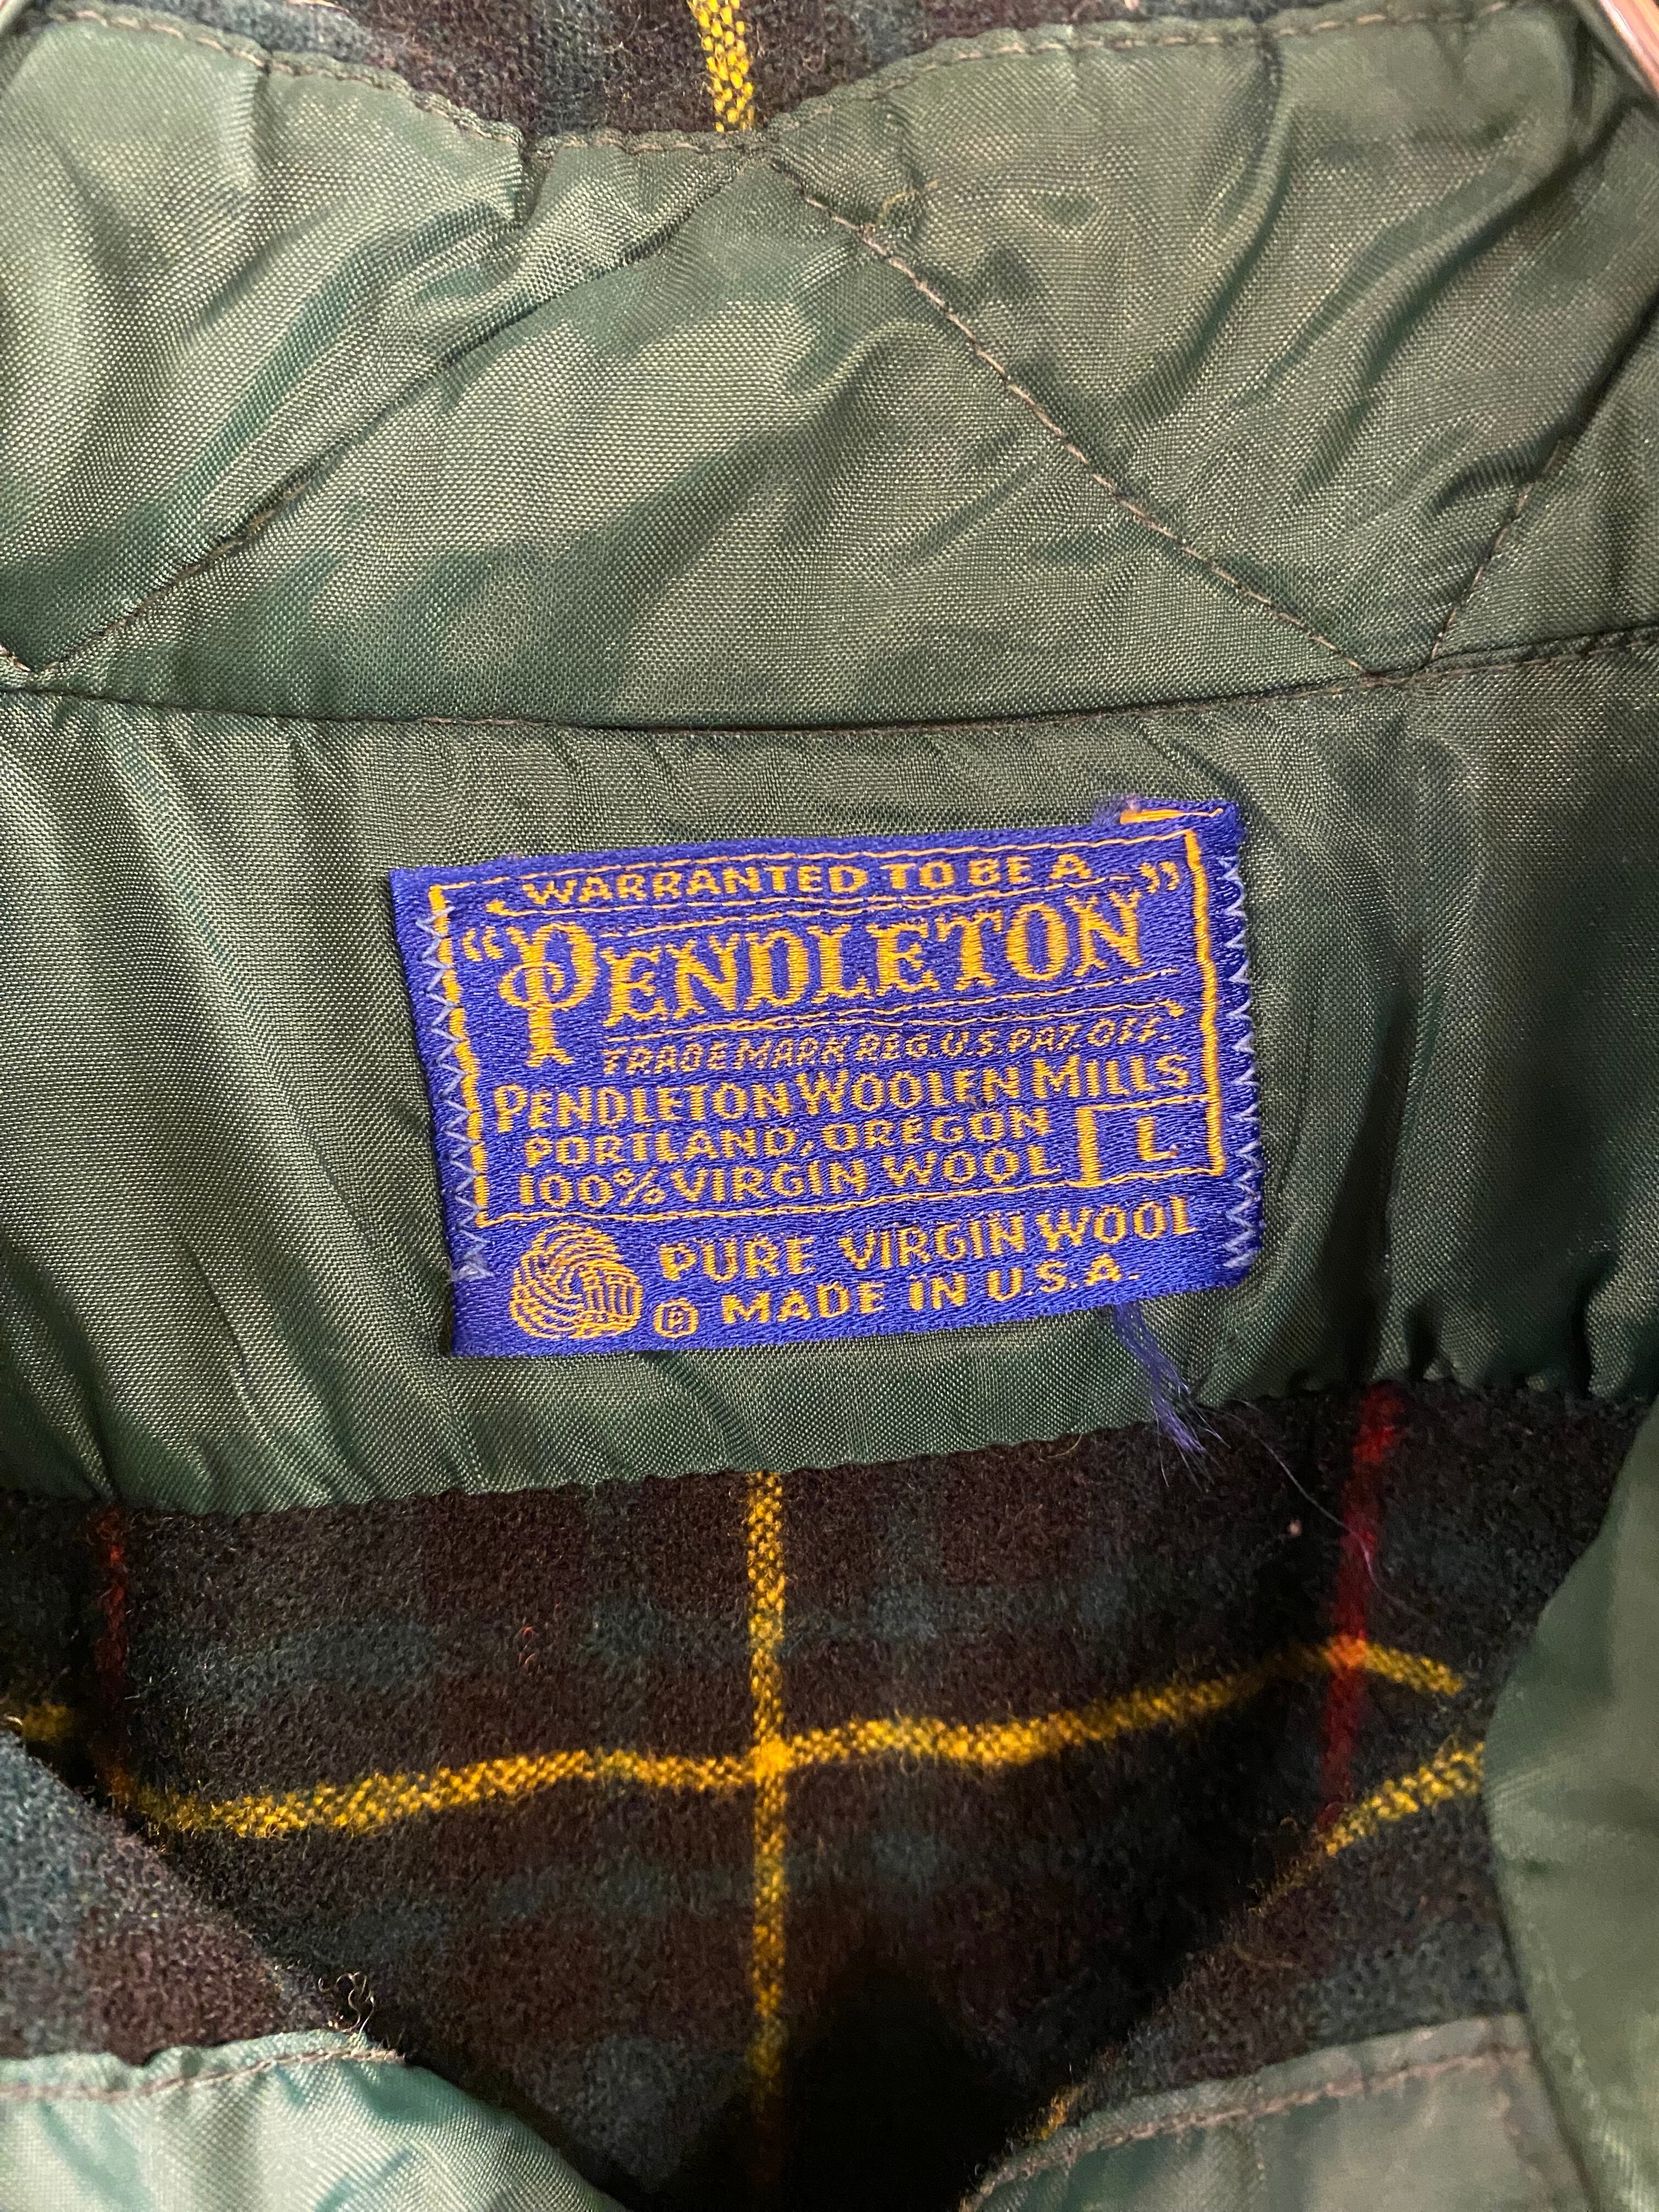 WARRANTED TO BE A
"PENDLETON"
TRADE MARK REG. U.S. PAT. OFF.
PENDLETON WOOLEN MILLS
PORTLAND, OREGON
100% VIRGIN WOOL L
PURE VIRGIN WOOL
® MADE IN U.S.A.